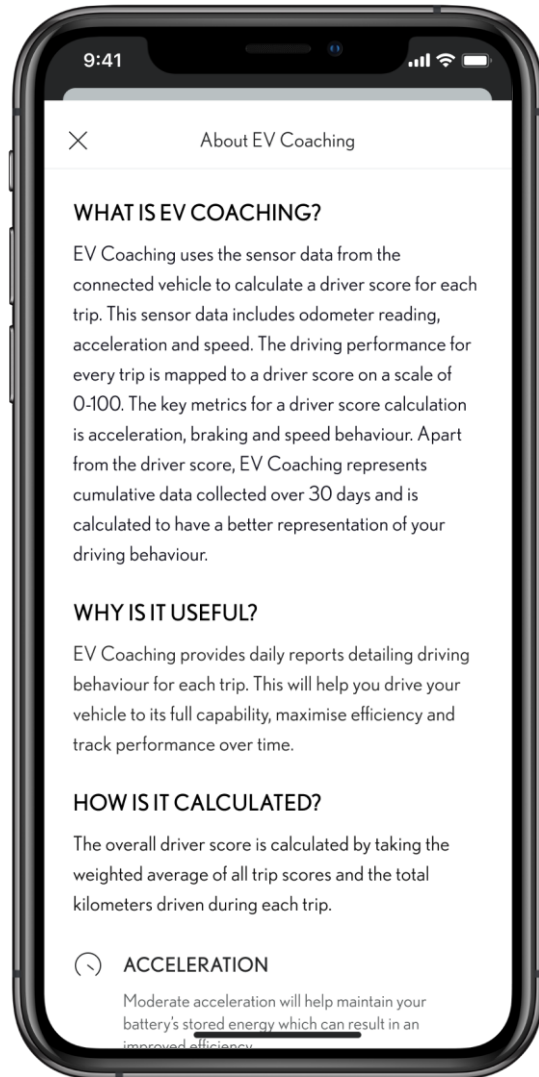 9:41
About EV Coaching
WHAT IS EV COACHING?
EV Coaching uses the sensor data from the
connected vehicle to calculate a driver score for each
trip. This sensor data includes odometer reading,
acceleration and speed. The driving performance for
every trip is mapped to a driver score on a scale of
0-100. The key metrics for a driver score calculation
is acceleration, braking and speed behaviour. Apart
from the driver score, EV Coaching represents
cumulative data collected over 30 days and is
calculated to have a better representation of your
driving behaviour.
WHY IS IT USEFUL?
EV Coaching provides daily reports detailing driving
behaviour for each trip. This will help you drive your
vehicle to its full capability, maximise efficiency and
track performance over time.
HOW IS IT CALCULATED?
The overall driver score is calculated by taking the
weighted average of all trip scores and the total
kilometers driven during each trip.
ACCELERATION
Moderate acceleration will help maintain your
battery's stored energy which can result in an
improved efficiency